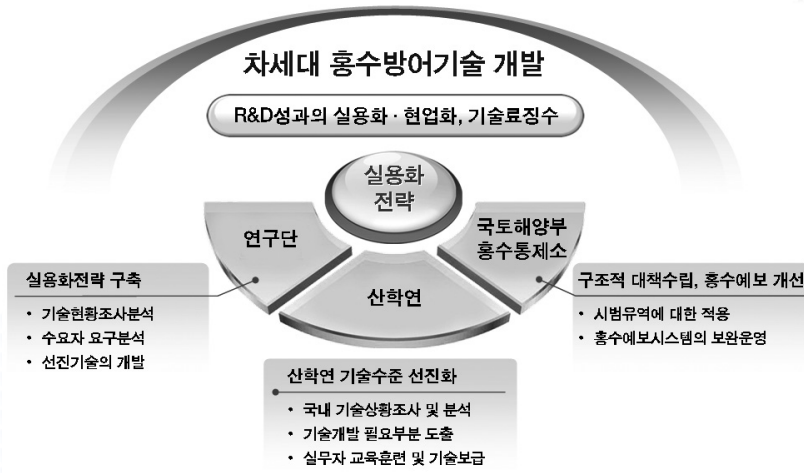 차세대 홍수방어기술 개발
R&D성과의 실용화 · 현업화, 기술료징수
실용화
전략
연구단
국토해양부
홍수통제소
산학연
실용화전략 구축
• 기술현황조사분석
• 수요자 요구분석
• 선진기술의 개발
구조적 대책수립, 홍수예보 개선
• 시범유역에 대한 적용
• 홍수예보시스템의 보완운영
산학연 기술수준 선진화
• 국내 기술상황조사 및 분석
• 기술개발 필요부분 도출
• 실무자 교육훈련 및 기술보급